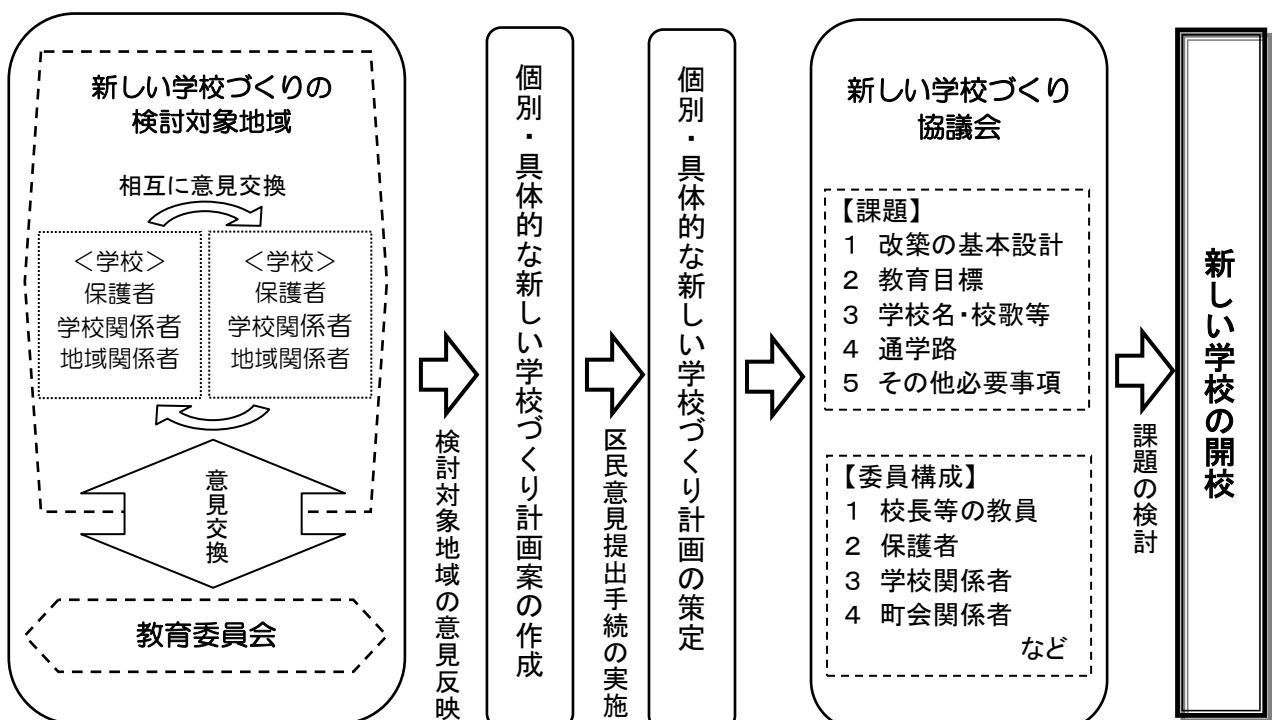 新しい学校づくりの
検討対象地域
相互に意見交換
＜学校＞
保護者
学校関係者
地域関係者
＜学校＞
保護者
学校関係者
地域関係者
意見交換
教育委員会
検討対象地域の意見反映
個別・具体的な新しい学校づくり計画案の作成
区民意見提出手続の実施
個別・具体的な新しい学校づくり計画の策定
新しい学校づくり
協議会
【課題】
１ 改築の基本設計
２ 教育目標
３ 学校名・校歌等
４ 通学路
５ その他必要事項
【委員構成】
１ 校長等の教員
２ 保護者
３ 学校関係者
４ 町会関係者
など
課題の検討
新しい学校の開校